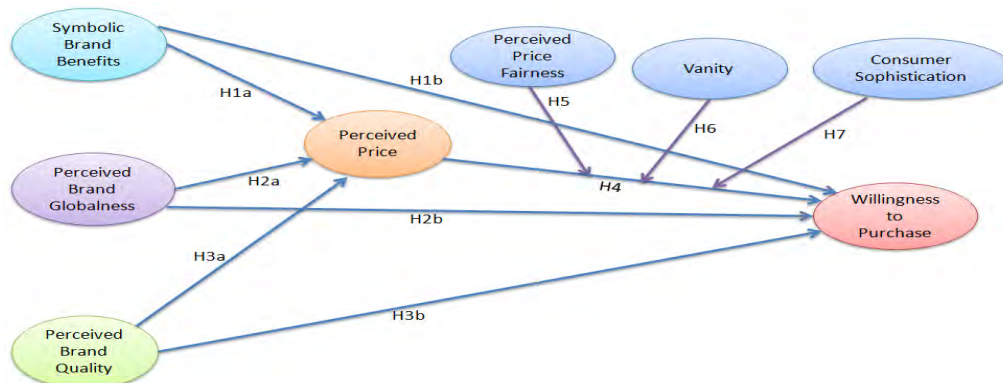 Symbolic
Brand
Benefits
Perceived
Price
Fairness
Vanity
Consumer
Sophistication
H1a
H1b
H5
H6
H7
Perceived
Price
Perceived
Brand
Globalness
H2a
H4
H2b
Willingness
to
Purchase
H3a
H3b
Perceived
Brand
Quality